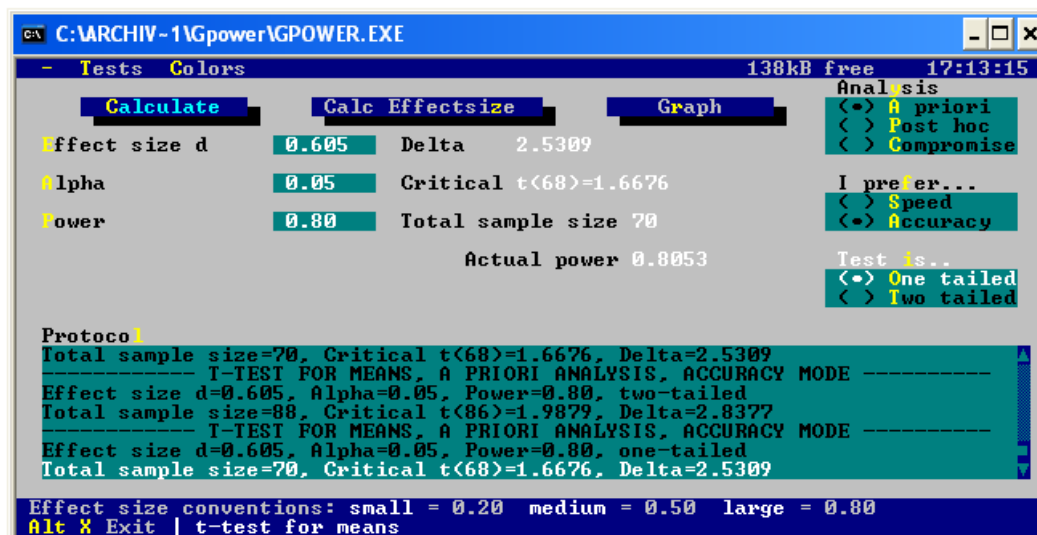 C:\ARCHIV~1\Gpower\GPOWER.EXE
- Tests Colors 138kB free 17:13:15
Calculate Calc Effectsize Graph
Effect size d 0.605 Delta 2.5309
Alpha 0.05 Critical t(68)=1.6676
Power 0.80 Total sample size 70
Actual power 0.8053
Analysis
(•) A priori
( ) Post hoc
( ) Compromise
I prefer...
( ) Speed
(•) Accuracy
Test is..
(•) One tailed
( ) Two tailed
Protocol
Total sample size=70, Critical t(68)=1.6676, Delta=2.5309
------------ T-TEST FOR MEANS, A PRIORI ANALYSIS, ACCURACY MODE ----------
Effect size d=0.605, Alpha=0.05, Power=0.80, two-tailed
Total sample size=88, Critical t(86)=1.9879, Delta=2.8377
------------ T-TEST FOR MEANS, A PRIORI ANALYSIS, ACCURACY MODE ----------
Effect size d=0.605, Alpha=0.05, Power=0.80, one-tailed
Total sample size=70, Critical t(68)=1.6676, Delta=2.5309
Effect size conventions: small = 0.20 medium = 0.50 large = 0.80
Alt X Exit | t-test for means